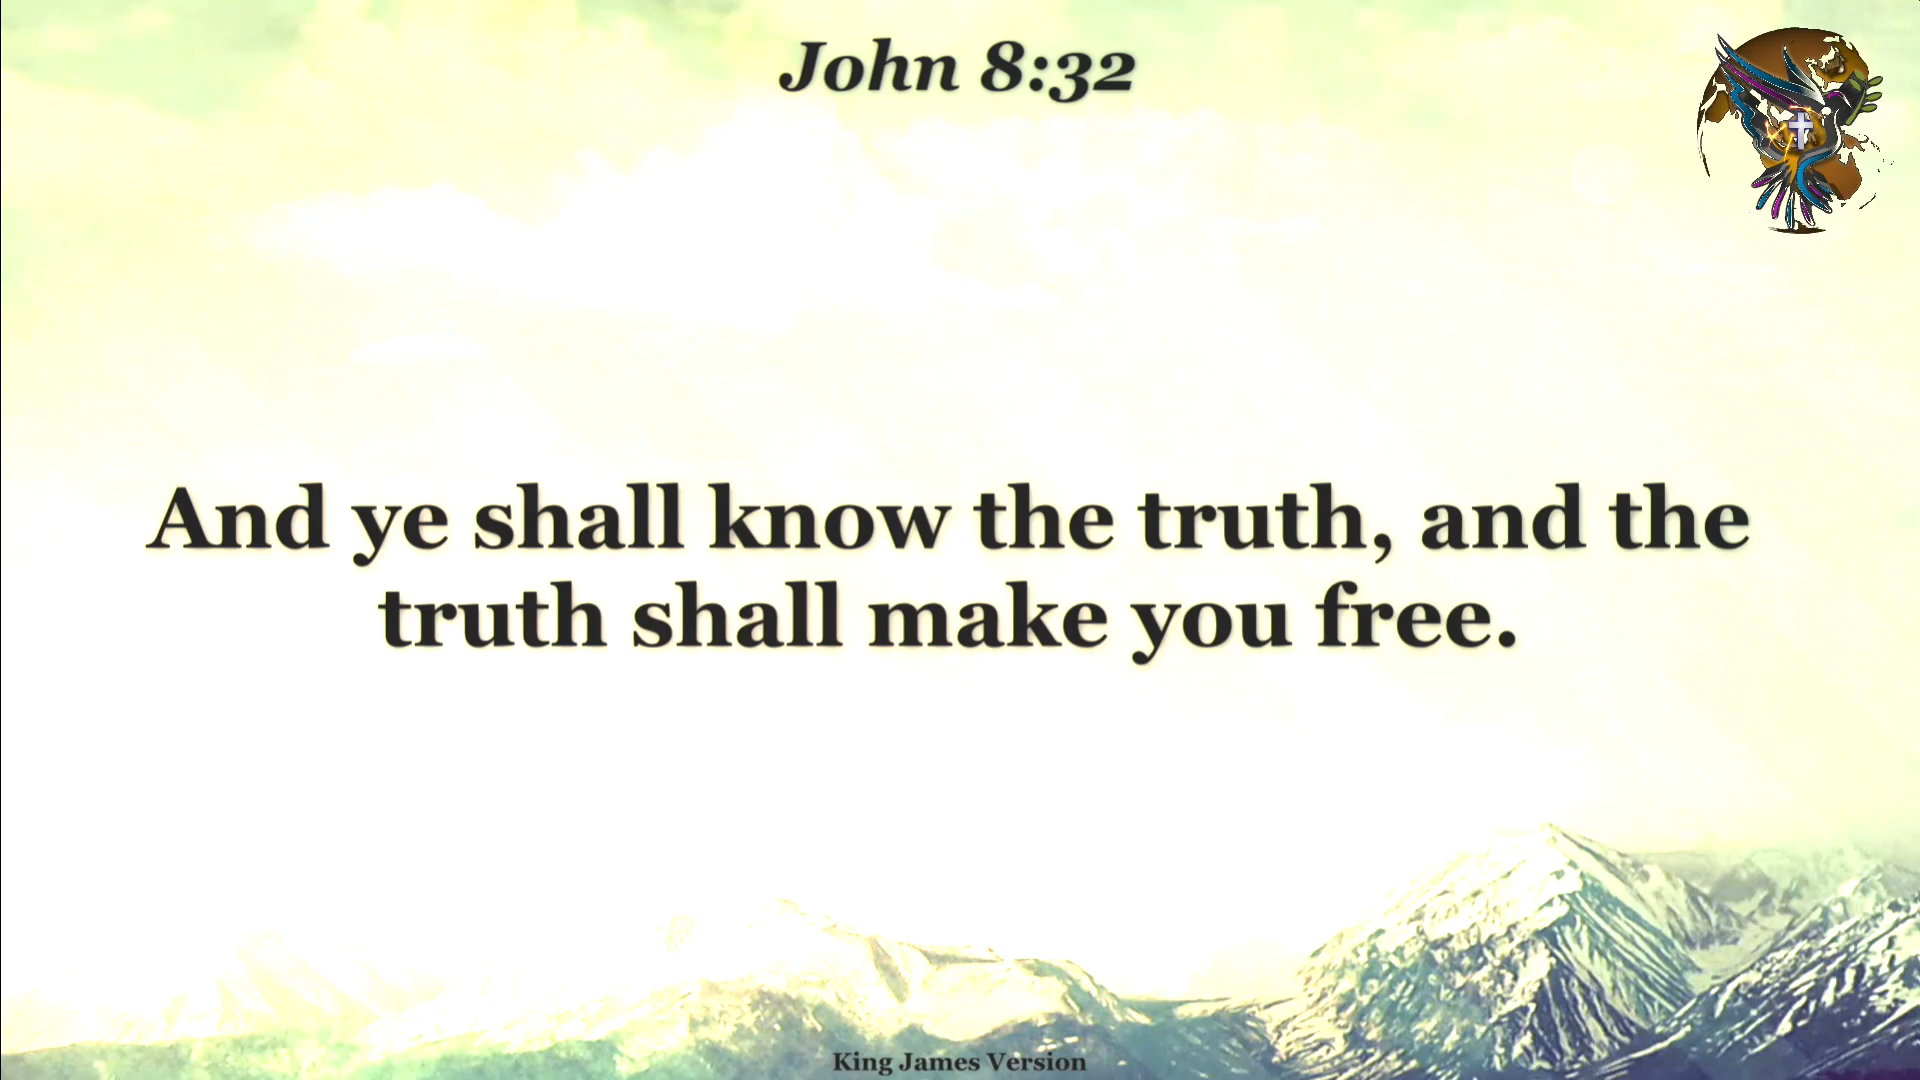 John 8:32
And ye shall know the truth, and the
truth shall make you free.
King James Version